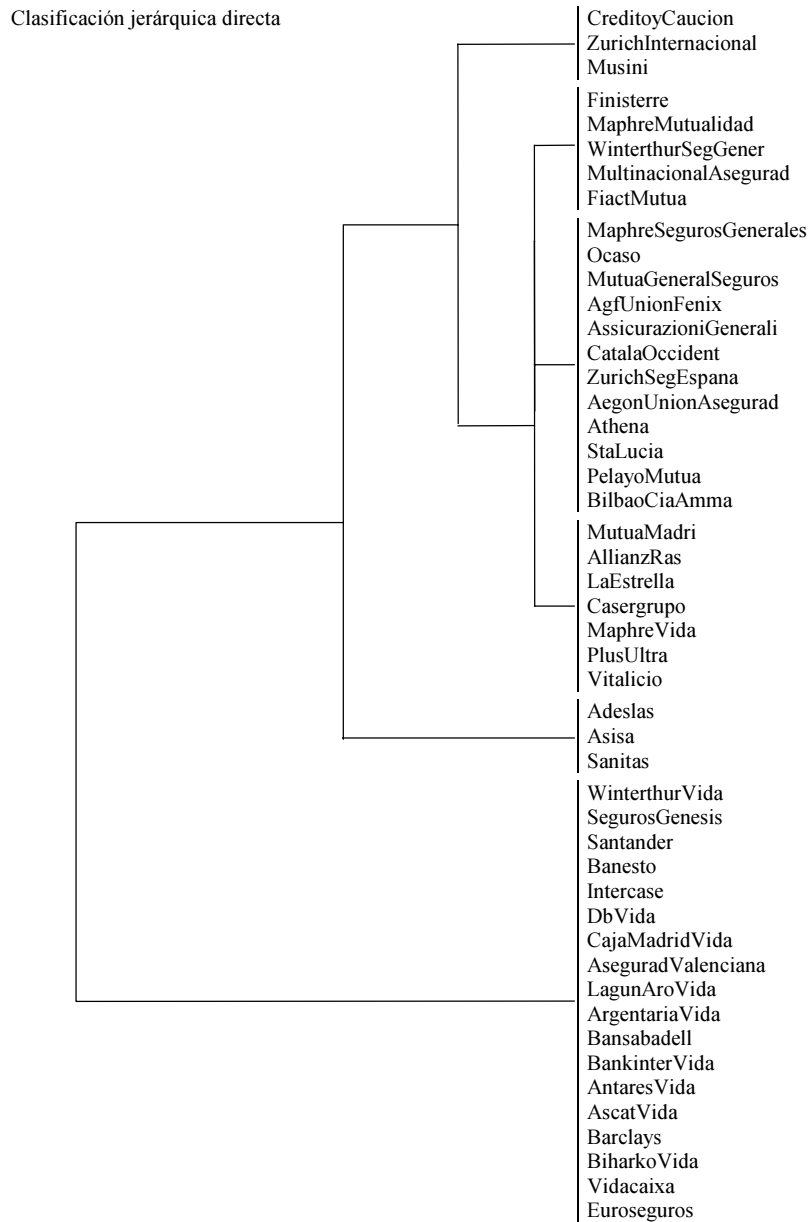 Clasificación jerárquica directa
CreditoyCaucion
ZurichInternacional
Musini
Finisterre
MaphreMutualidad
WinterthurSegGener
MultinacionalAsegurad
FiactMutua
MaphreSegurosGenerales
Ocaso
MutuaGeneralSeguros
AgfUnionFenix
AssicurazioniGenerali
CatalaOccident
ZurichSegEspana
AegonUnionAsegurad
Athena
StaLucia
PelayoMutua
BilbaoCiaAmma
MutuaMadri
AllianzRas
LaEstrella
Casergrupo
MaphreVida
PlusUltra
Vitalicio
Adeslas
Asisa
Sanitas
WinterthurVida
SegurosGenesis
Santander
Banesto
Intercase
DbVida
CajaMadridVida
AseguradValenciana
LagunAroVida
ArgentariaVida
Bansabadell
BankinterVida
AntaresVida
AscatVida
Barclays
BiharkoVida
Vidacaixa
Euroseguros